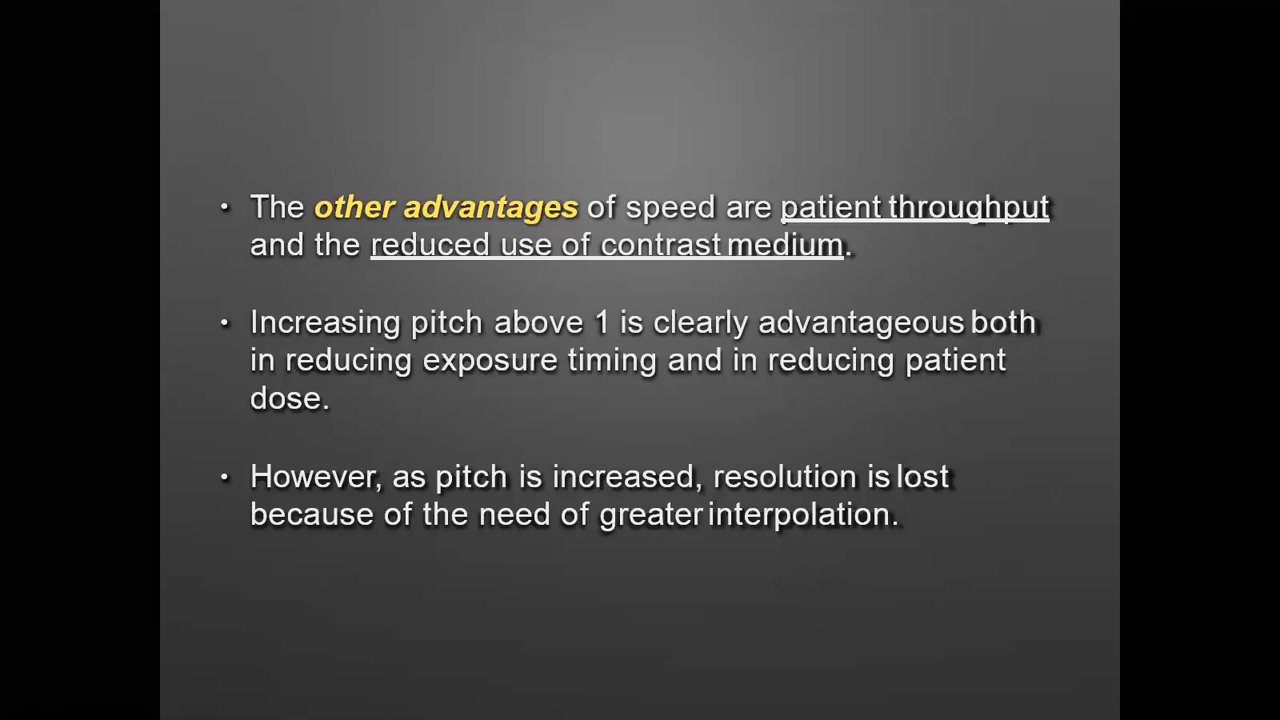 • The other advantages of speed are patient throughput
and the reduced use of contrast medium.
• Increasing pitch above 1 is clearly advantageous both
in reducing exposure timing and in reducing patient
dose.
• However, as pitch is increased, resolution is lost
because of the need of greater interpolation.